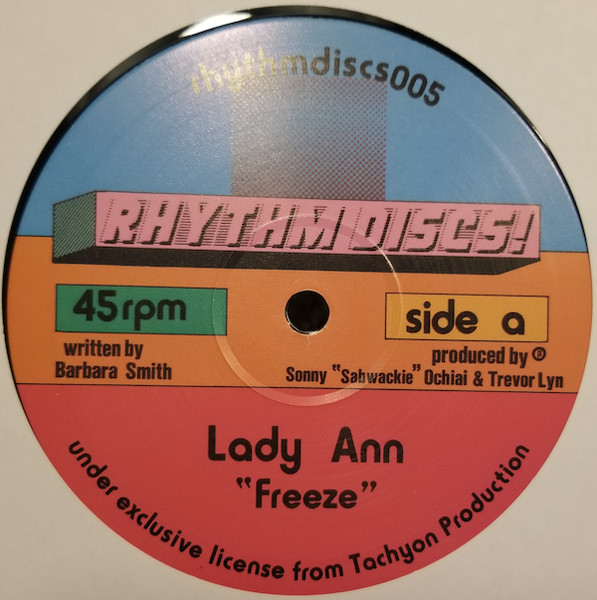 rhythmdiscs005
RHYTHM DISCS!
45rpm
side a
written by
Barbara Smith
produced by ℗
Sonny "Sabwackie" Ochiai & Trevor Lyn
Lady Ann
"Freeze"
under exclusive license from Tachyon Production